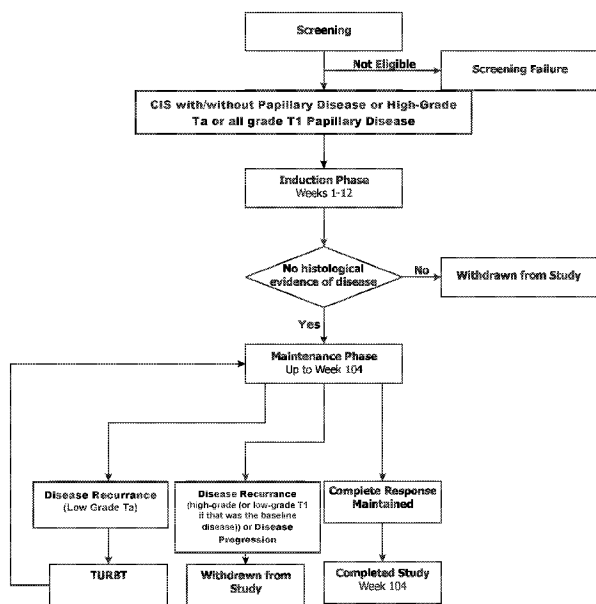 Screening
Not Eligible
Screening Failure
CIS with/without Papillary Disease or High-Grade
Ta or all grade T1 Papillary Disease
Induction Phase
Weeks 1-12
No histological
evidence of disease
No
Withdrawn from Study
Yes
Maintenance Phase
Up to Week 104
Disease Recurrance
(Low Grade Ta)
Disease Recurrance
(high-grade (or low-grade T1
if that was the baseline
disease)) or Disease
Progression
Complete Response
Maintained
TURBT
Withdrawn from
Study
Completed Study
Week 104